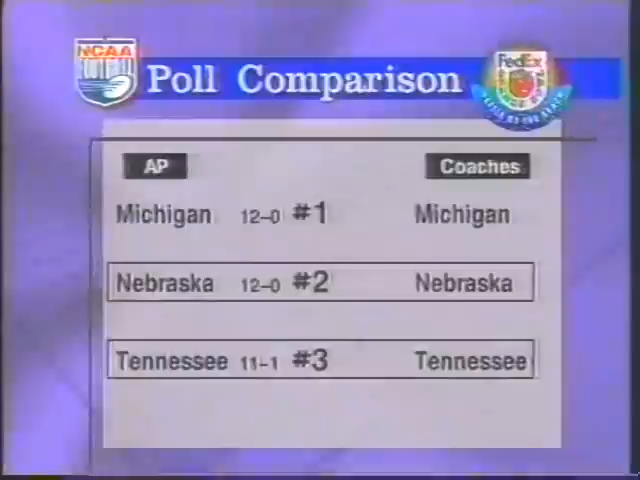 NCAA
FOOTBALL
Poll Comparison
FedEx
AP Coaches
Michigan 12-0 #1 Michigan
Nebraska 12-0 #2 Nebraska
Tennessee 11-1 #3 Tennessee